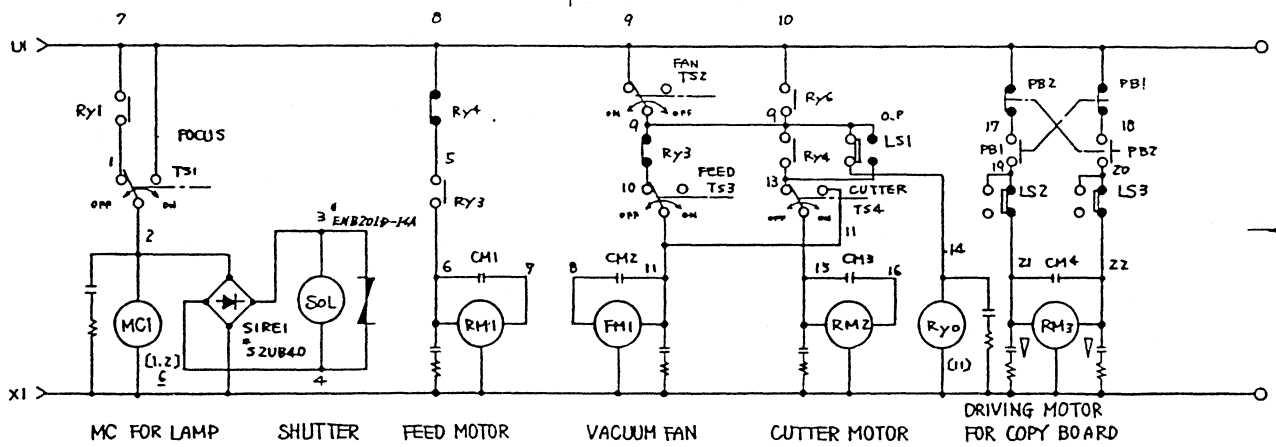 7 8 9 10
U1
FAN
TS2
ON OFF
Ry1
FOCUS
1
TS1
OFF ON
Ry4
5
Ry3
9
Ry3
FEED
10
TS3
OFF ON
Ry6
9
O.P
LS1
Ry4
13
CUTTER
TS4
OFF ON
11
PB2 PB1
17 18
PB1 PB2
19 20
LS2 LS3
2
3
SOL
MC1
SIRE1
S2UB40
(1,2)
6
4
6 CM1 7
RM1
8 CM2 11
FM1
15 CM3 16
RM2
14
Ry0
(11)
21 CM4 22
RM3
X1
MC FOR LAMP SHUTTER FEED MOTOR VACUUM FAN CUTTER MOTOR
DRIVING MOTOR
FOR COPY BOARD